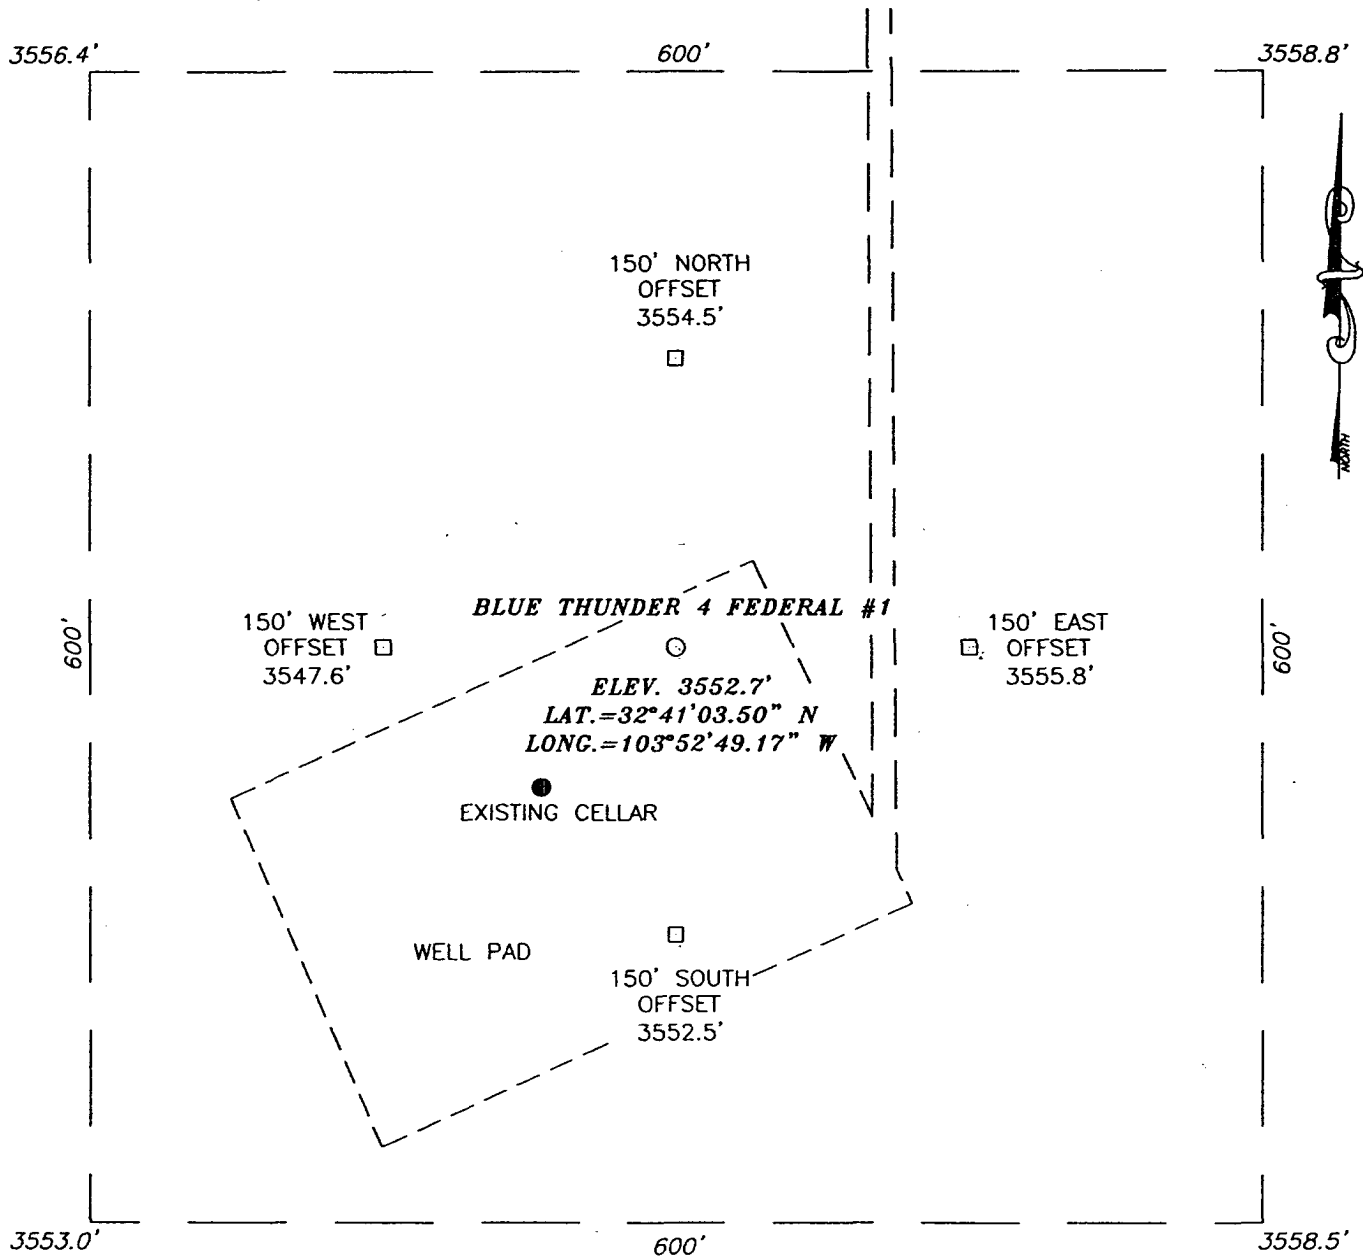 3556.4' 600' 3558.8'
150' NORTH
OFFSET
3554.5'
NORTH
BLUE THUNDER 4 FEDERAL #1
150' WEST
OFFSET
3547.6'
600'
150' EAST
OFFSET
3555.8'
600'
ELEV. 3552.7'
LAT.=32°41'03.50" N
LONG.=103°52'49.17" W
EXISTING CELLAR
WELL PAD
150' SOUTH
OFFSET
3552.5'
3553.0' 600' 3558.5'